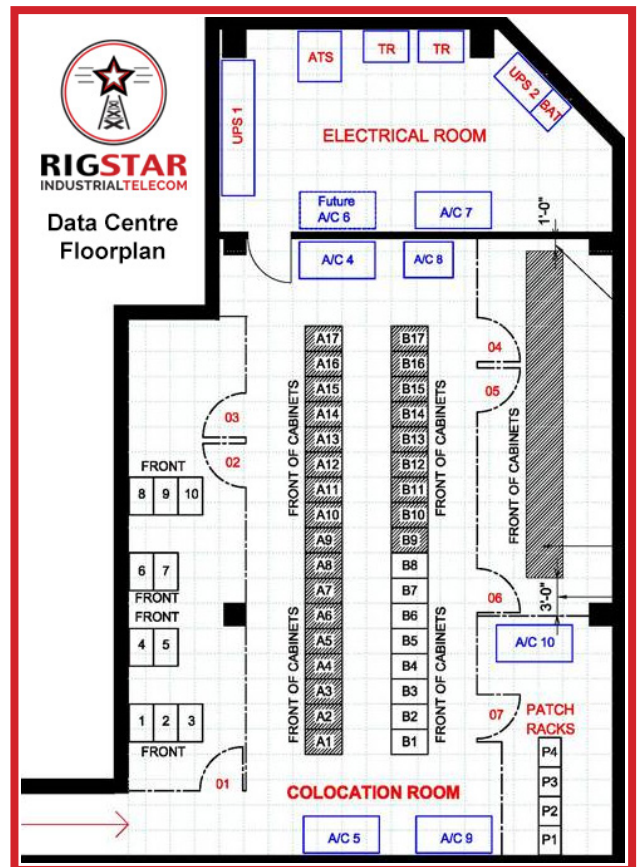 RIGSTAR
INDUSTRIALTELECOM
Data Centre
Floorplan
ATS
TR
TR
UPS 1
UPS 2
BAT
ELECTRICAL ROOM
Future
A/C 6
A/C 7
1'-0"
A/C 4
A/C 8
A17
A16
A15
A14
A13
A12
A11
A10
A9
A8
A7
A6
A5
A4
A3
A2
A1
B17
B16
B15
B14
B13
B12
B11
B10
B9
B8
B7
B6
B5
B4
B3
B2
B1
FRONT OF CABINETS
FRONT OF CABINETS
FRONT OF CABINETS
FRONT OF CABINETS
FRONT OF CABINETS
04
05
03
02
FRONT
8 9 10
6 7
FRONT
FRONT
4 5
1 2 3
FRONT
01
06
3'-0"
A/C 10
07
PATCH
RACKS
P4
P3
P2
P1
COLOCATION ROOM
A/C 5
A/C 9